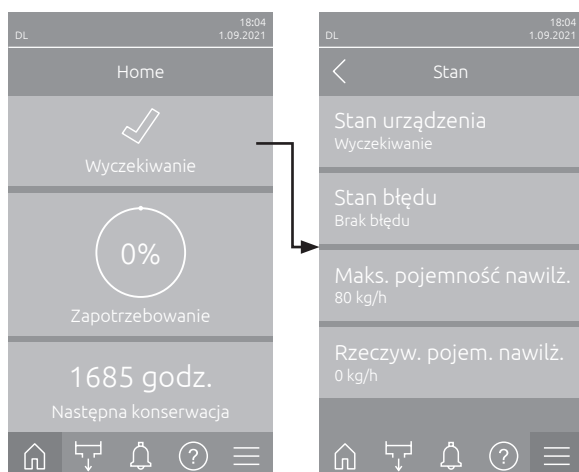 18:04
DL 1.09.2021
Home
Wyczekiwanie
0%
Zapotrzebowanie
1685 godz.
Następna konserwacja
?
18:04
DL 1.09.2021
Stan
Stan urządzenia
Wyczekiwanie
Stan błędu
Brak błędu
Maks. pojemność nawilż.
80 kg/h
Rzeczyw. pojem. nawilż.
0 kg/h
?